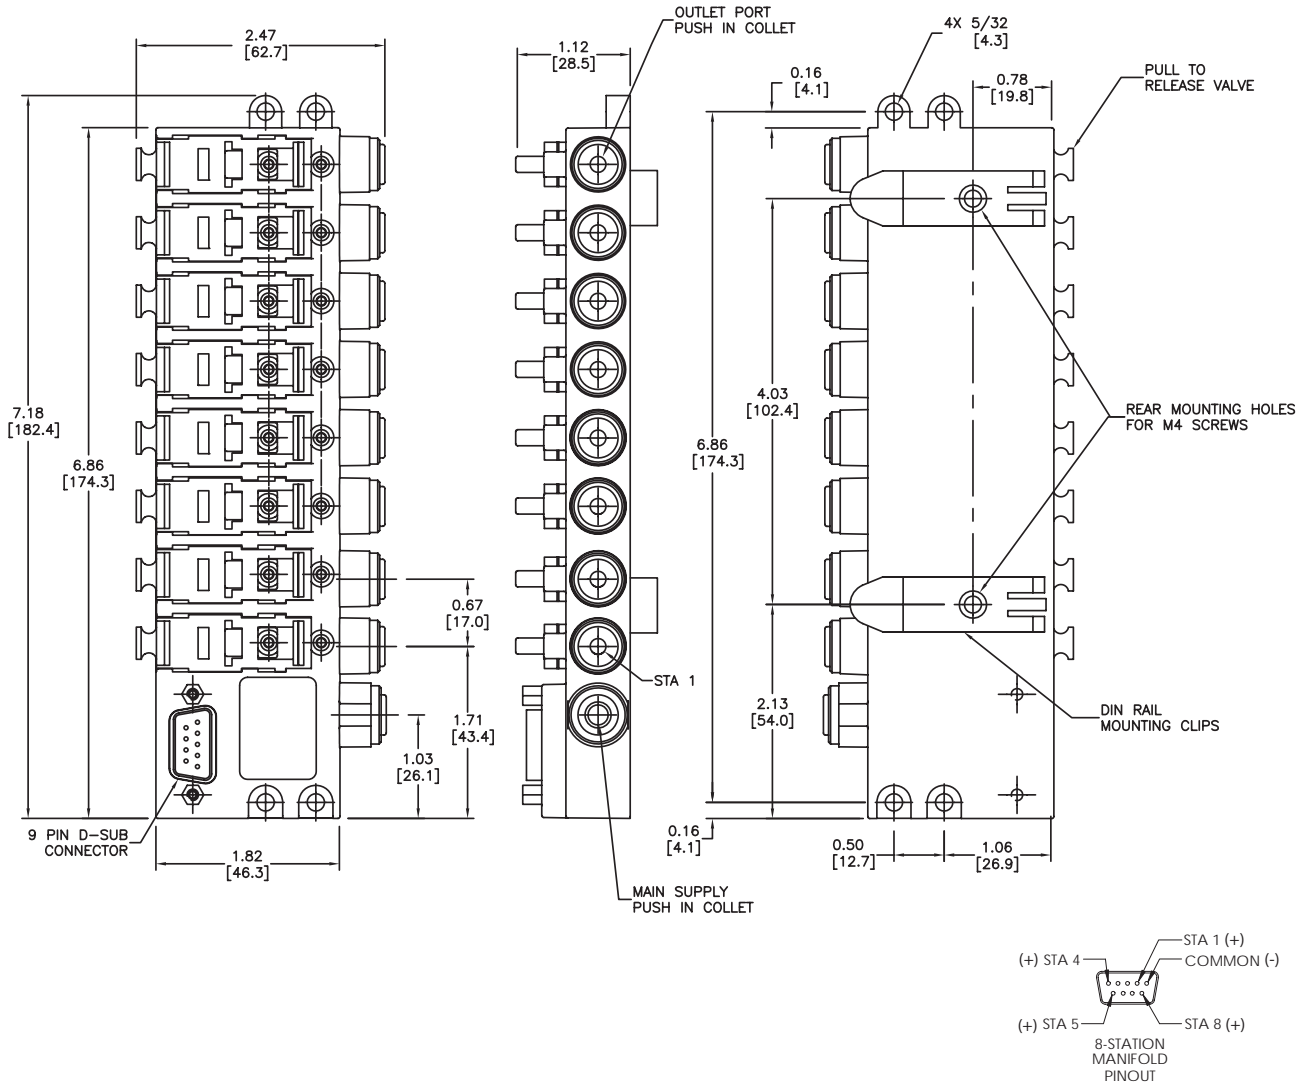 OUTLET PORT
PUSH IN COLLET
2.47
[62.7]
1.12
[28.5]
4X 5/32
[4.3]
0.16
[4.1]
0.78
[19.8]
PULL TO
RELEASE VALVE
7.18
[182.4]
6.86
[174.3]
4.03
[102.4]
6.86
[174.3]
REAR MOUNTING HOLES
FOR M4 SCREWS
0.67
[17.0]
STA 1
1.71
[43.4]
1.03
[26.1]
2.13
[54.0]
DIN RAIL
MOUNTING CLIPS
9 PIN D-SUB
CONNECTOR
1.82
[46.3]
0.16
[4.1]
0.50
[12.7]
1.06
[26.9]
MAIN SUPPLY
PUSH IN COLLET
STA 1 (+)
(+) STA 4
COMMON (-)
(+) STA 5
STA 8 (+)
8-STATION
MANIFOLD
PINOUT